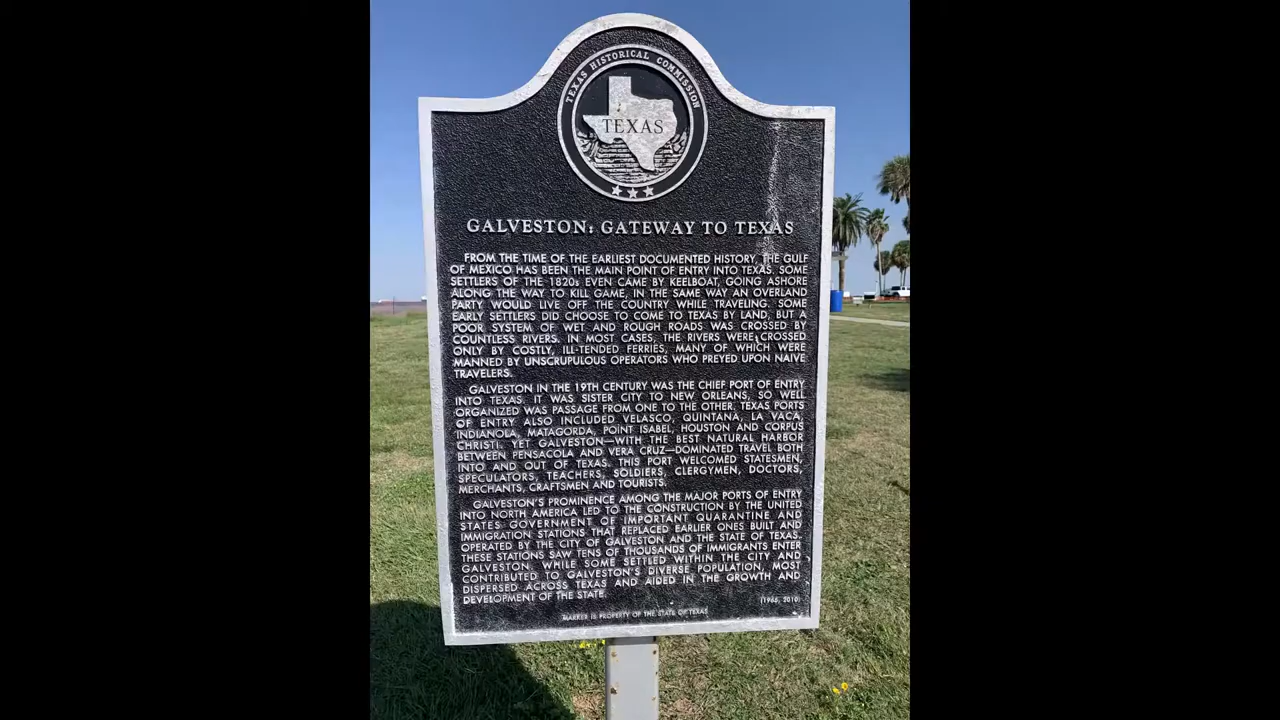 TEXAS HISTORICAL COMMISSION
TEXAS
GALVESTON: GATEWAY TO TEXAS
FROM THE TIME OF THE EARLIEST DOCUMENTED HISTORY, THE GULF
OF MEXICO HAS BEEN THE MAIN POINT OF ENTRY INTO TEXAS. SOME
SETTLERS OF THE 1820s EVEN CAME BY KEELBOAT, GOING ASHORE
ALONG THE WAY TO KILL GAME, IN THE SAME WAY AN OVERLAND
PARTY WOULD LIVE OFF THE COUNTRY WHILE TRAVELING. SOME
EARLY SETTLERS DID CHOOSE TO COME TO TEXAS BY LAND, BUT A
POOR SYSTEM OF WET AND ROUGH ROADS WAS CROSSED BY
COUNTLESS RIVERS. IN MOST CASES, THE RIVERS WERE CROSSED
ONLY BY COSTLY, ILL-TENDED FERRIES, MANY OF WHICH WERE
MANNED BY UNSCRUPULOUS OPERATORS WHO PREYED UPON NAIVE
TRAVELERS.
GALVESTON IN THE 19TH CENTURY WAS THE CHIEF PORT OF ENTRY
INTO TEXAS. IT WAS SISTER CITY TO NEW ORLEANS, SO WELL
ORGANIZED WAS PASSAGE FROM ONE TO THE OTHER. TEXAS PORTS
OF ENTRY ALSO INCLUDED VELASCO, QUINTANA, LA VACA,
INDIANOLA, MATAGORDA, POINT ISABEL, HOUSTON AND CORPUS
CHRISTI. YET GALVESTON—WITH THE BEST NATURAL HARBOR
BETWEEN PENSACOLA AND VERA CRUZ—DOMINATED TRAVEL BOTH
INTO AND OUT OF TEXAS. THIS PORT WELCOMED STATESMEN,
SPECULATORS, TEACHERS, SOLDIERS, CLERGYMEN, DOCTORS,
MERCHANTS, CRAFTSMEN AND TOURISTS.
GALVESTON'S PROMINENCE AMONG THE MAJOR PORTS OF ENTRY
INTO NORTH AMERICA LED TO THE CONSTRUCTION BY THE UNITED
STATES GOVERNMENT OF IMPORTANT QUARANTINE AND
IMMIGRATION STATIONS THAT REPLACED EARLIER ONES BUILT AND
OPERATED BY THE CITY OF GALVESTON AND THE STATE OF TEXAS.
THESE STATIONS SAW TENS OF THOUSANDS OF IMMIGRANTS ENTER
GALVESTON. WHILE SOME SETTLED WITHIN THE CITY AND
CONTRIBUTED TO GALVESTON'S DIVERSE POPULATION, MOST
DISPERSED ACROSS TEXAS AND AIDED IN THE GROWTH AND
DEVELOPMENT OF THE STATE.
(1966, 2010)
MARKER IS PROPERTY OF THE STATE OF TEXAS